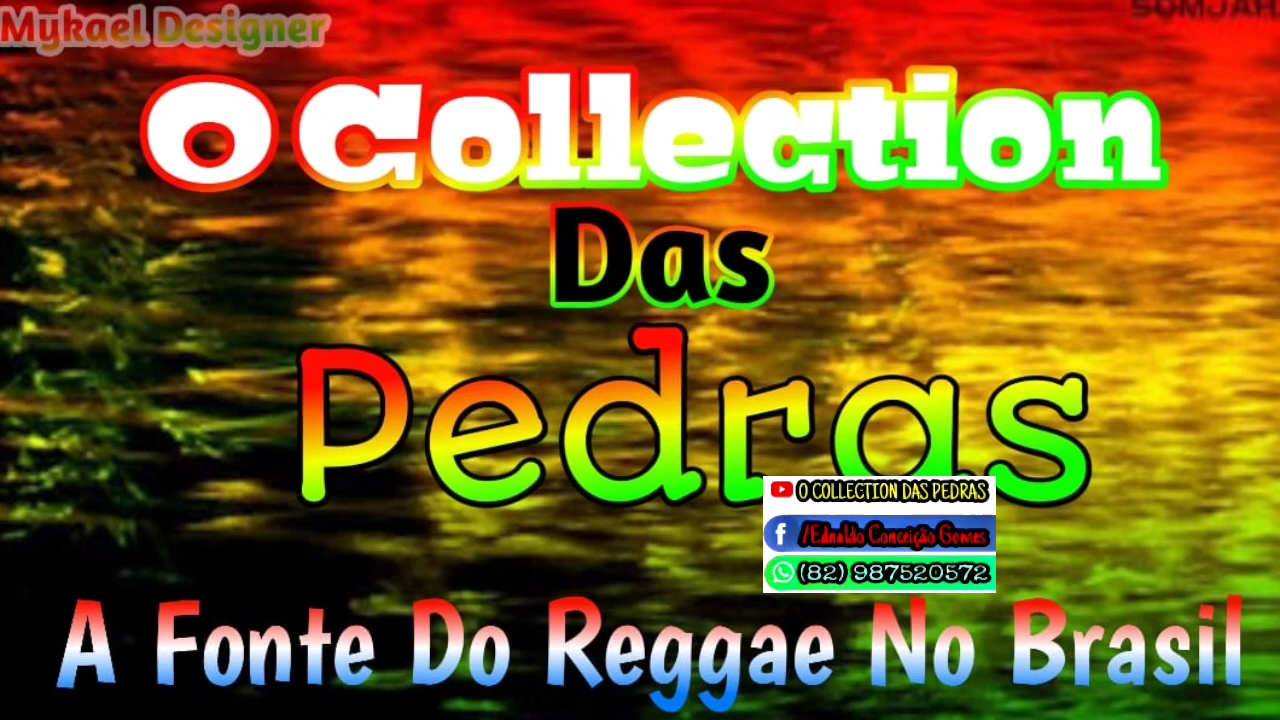 Mykael Designer
SOMJAH
O Collection
Das
Pedras
O COLLECTION DAS PEDRAS
/Ednaldo Conceição Gomes
(82) 987520572
A Fonte Do Reggae No Brasil